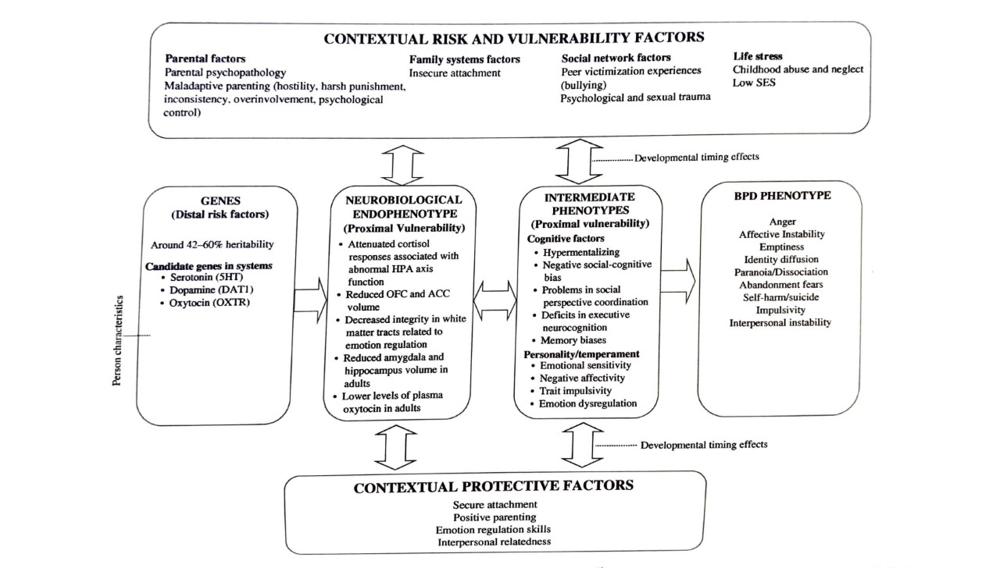 CONTEXTUAL RISK AND VULNERABILITY FACTORS
Parental factors
Parental psychopathology
Maladaptive parenting (hostility, harsh punishment,
inconsistency, overinvolvement, psychological
control)
Family systems factors
Insecure attachment
Social network factors
Peer victimization experiences
(bullying)
Psychological and sexual trauma
Life stress
Childhood abuse and neglect
Low SES
Developmental timing effects
Person characteristics
GENES
(Distal risk factors)
Around 42–60% heritability
Candidate genes in systems
• Serotonin (5HT)
• Dopamine (DAT1)
• Oxytocin (OXTR)
NEUROBIOLOGICAL
ENDOPHENOTYPE
(Proximal Vulnerability)
• Attenuated cortisol
responses associated with
abnormal HPA axis
function
• Reduced OFC and ACC
volume
• Decreased integrity in white
matter tracts related to
emotion regulation
• Reduced amygdala and
hippocampus volume in
adults
• Lower levels of plasma
oxytocin in adults
INTERMEDIATE
PHENOTYPES
(Proximal vulnerability)
Cognitive factors
• Hypermentalizing
• Negative social-cognitive
bias
• Problems in social
perspective coordination
• Deficits in executive
neurocognition
• Memory biases
Personality/temperament
• Emotional sensitivity
• Negative affectivity
• Trait impulsivity
• Emotion dysregulation
BPD PHENOTYPE
Anger
Affective Instability
Emptiness
Identity diffusion
Paranoia/Dissociation
Abandonment fears
Self-harm/suicide
Impulsivity
Interpersonal instability
Developmental timing effects
CONTEXTUAL PROTECTIVE FACTORS
Secure attachment
Positive parenting
Emotion regulation skills
Interpersonal relatedness